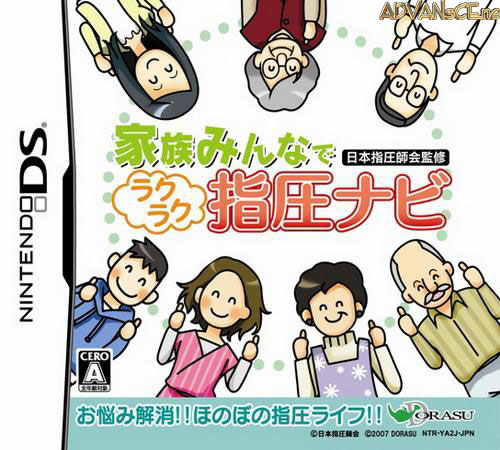 ADVANsCEne
NINTENDO DS
家族みんなで
日本指圧師会監修
ラクラク
指圧ナビ
CERO
A
全年齢対象
お悩み解消!!ほのぼの指圧ライフ!!
DORASU
©日本指圧師会 ©2007 DORASU NTR-YA2J-JPN